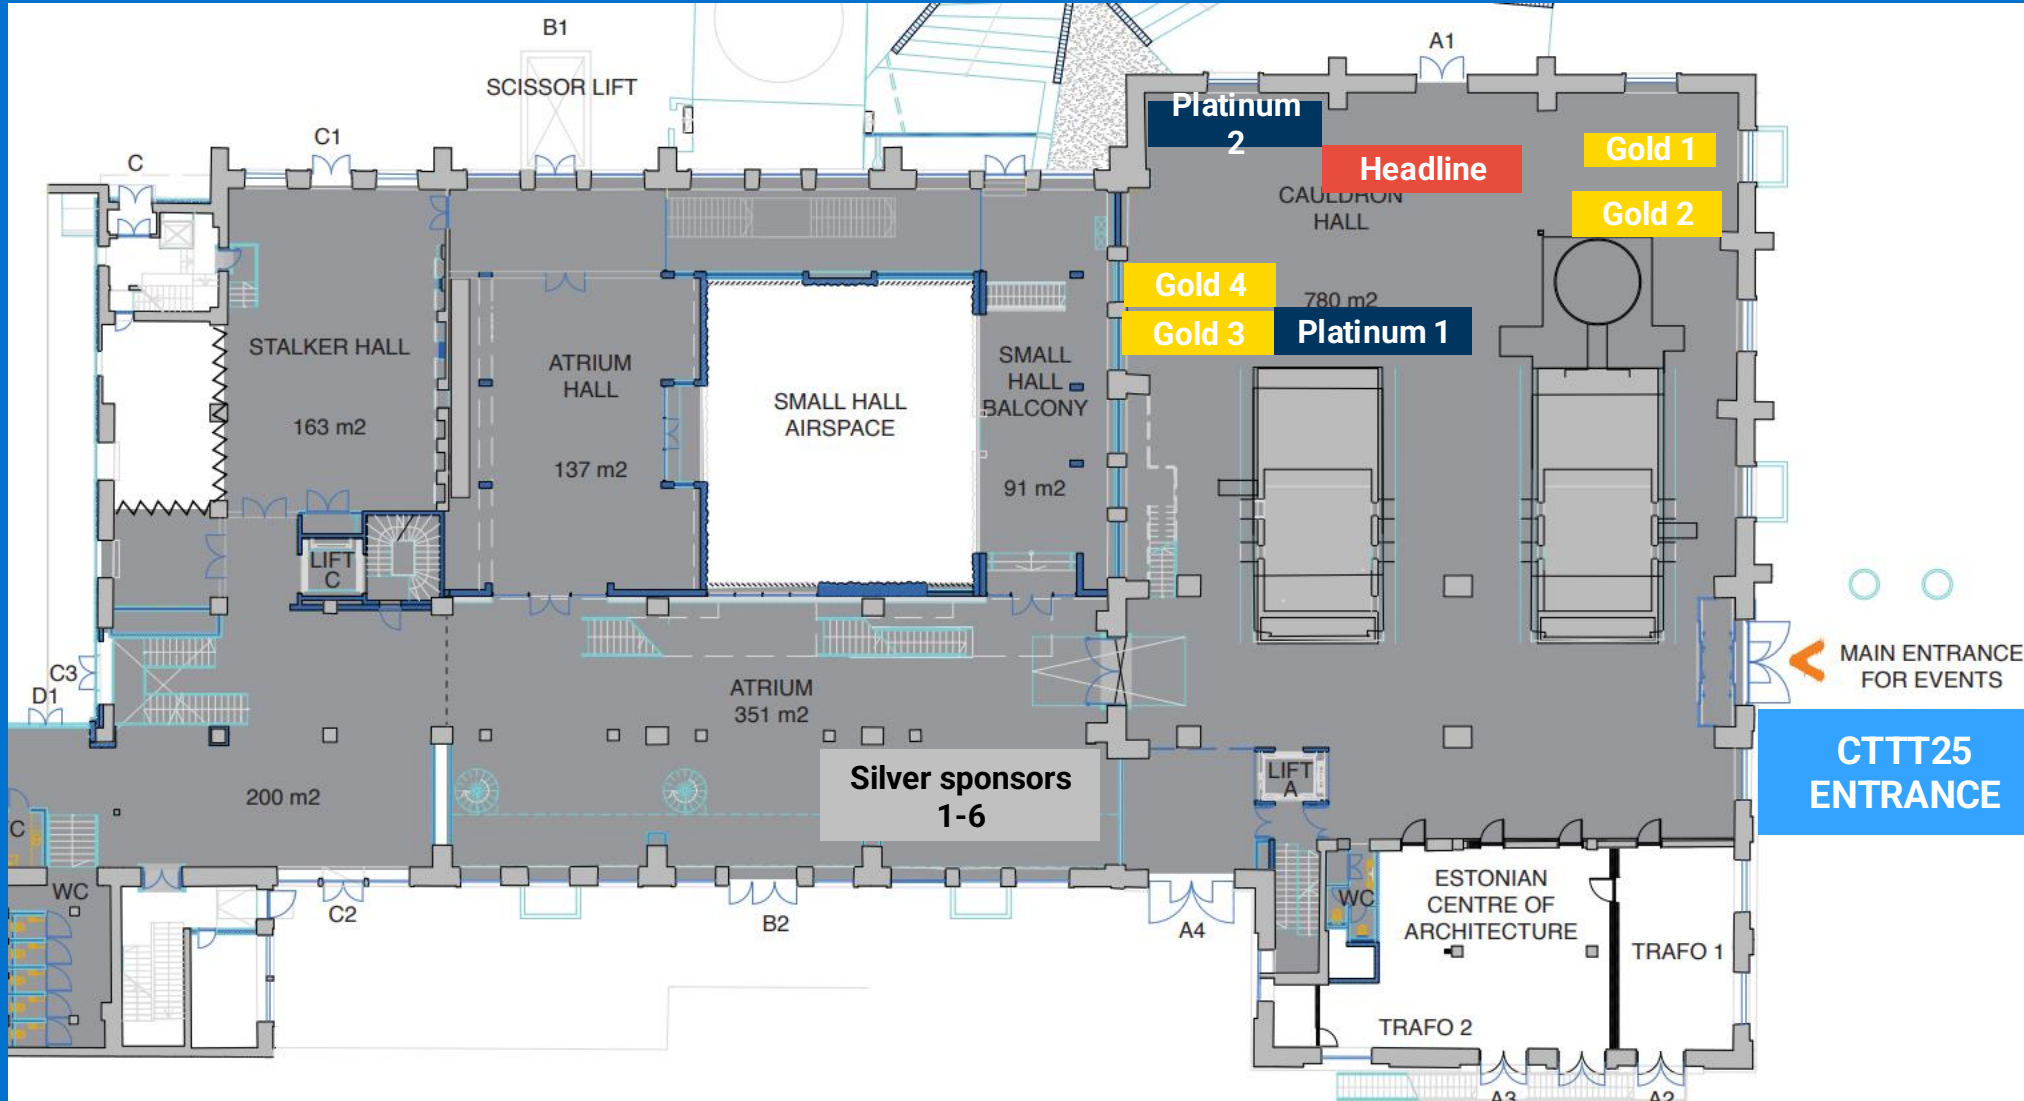 B1
A1
SCISSOR LIFT
Platinum
2
C1
C
Gold 1
Headline
CAULDRON
HALL
Gold 2
Gold 4
780 m2
Gold 3
Platinum 1
STALKER HALL
163 m2
ATRIUM
HALL
137 m2
SMALL HALL
AIRSPACE
SMALL
HALL
BALCONY
91 m2
LIFT
C
MAIN ENTRANCE
FOR EVENTS
C3
D1
ATRIUM
351 m2
CTTT25
ENTRANCE
Silver sponsors
1-6
LIFT
A
200 m2
C
WC
C2
B2
A4
WC
ESTONIAN
CENTRE OF
ARCHITECTURE
TRAFO 1
TRAFO 2
A3
A2